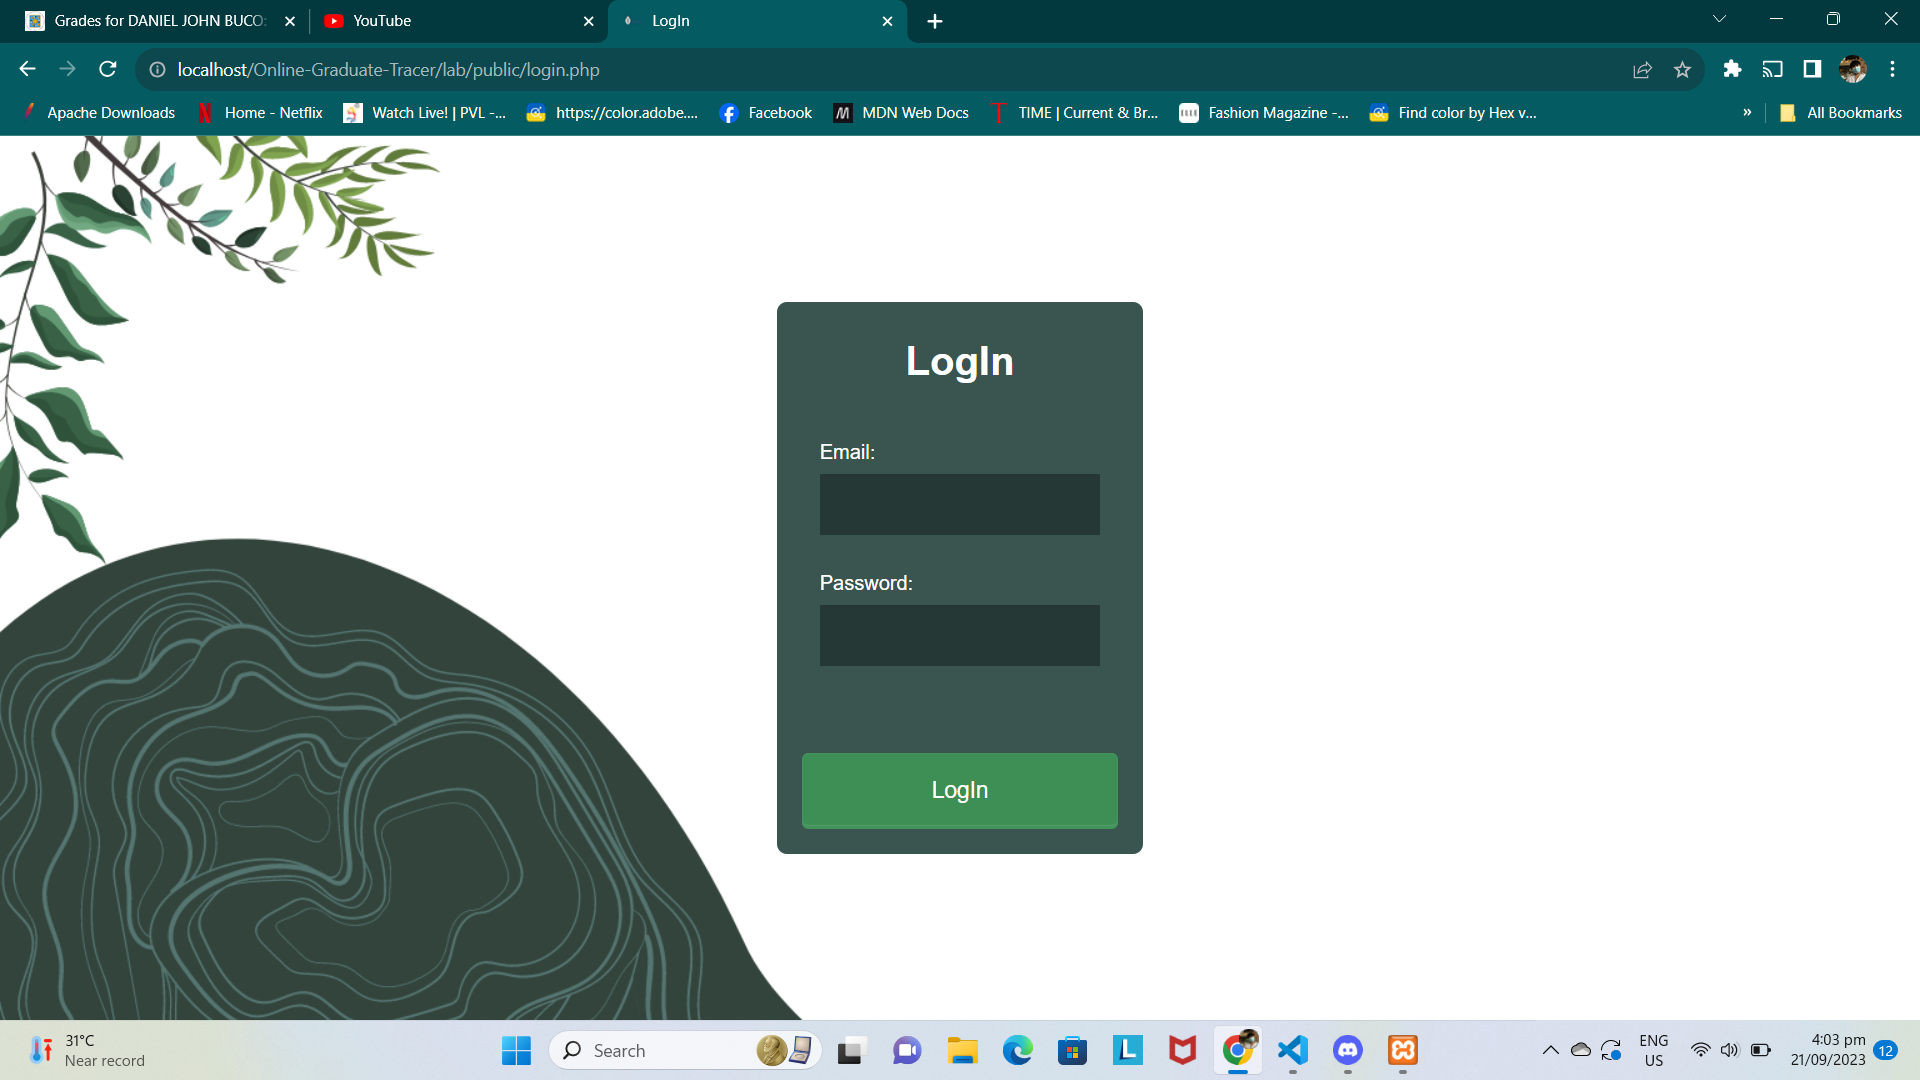 Grades for DANIEL JOHN BUCO:
YouTube
LogIn
localhost/Online-Graduate-Tracer/lab/public/login.php
Apache Downloads
Home - Netflix
Watch Live! | PVL -...
https://color.adobe....
Facebook
MDN Web Docs
TIME | Current & Br...
Fashion Magazine -...
Find color by Hex v...
»
All Bookmarks
LogIn
Email:
Password:
LogIn
31°C
Near record
Search
ENG
US
4:03 pm
21/09/2023
12